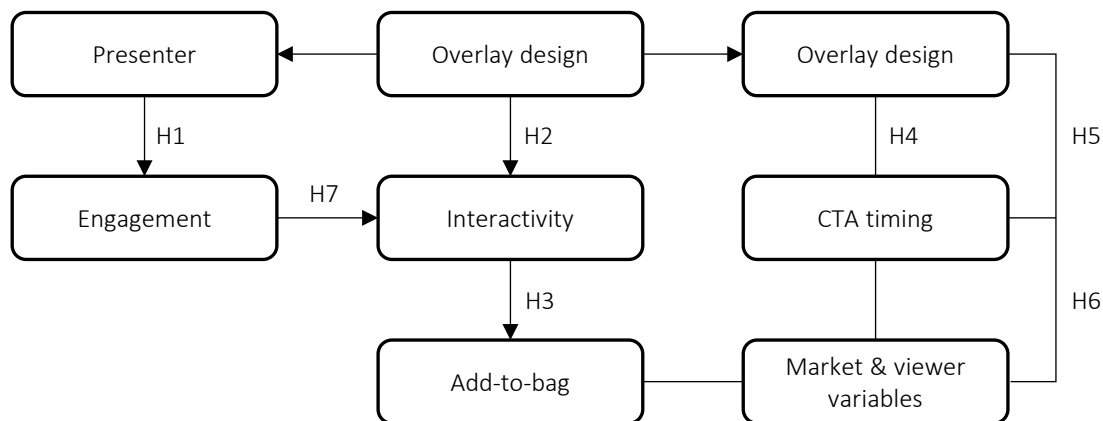 Presenter
Overlay design
Overlay design
H1
H2
H4
H5
Engagement
H7
Interactivity
CTA timing
H3
H6
Add-to-bag
Market & viewer
variables